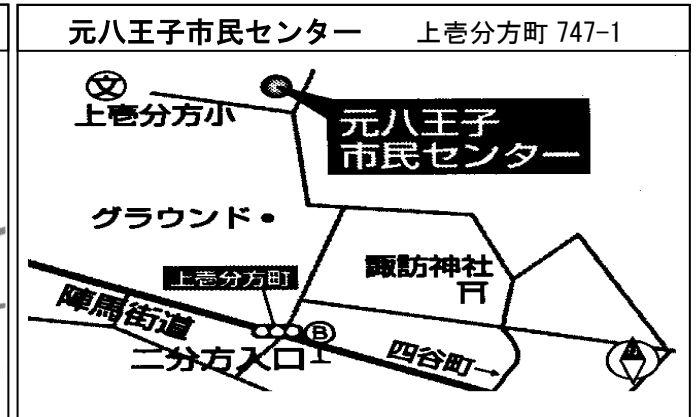 元八王子市民センター 上壱分方町 747-1
文
上壱分方小
元八王子
市民センター
グラウンド
上壱分方町
諏訪神社
陣馬街道
B
二分方入口
四谷町→